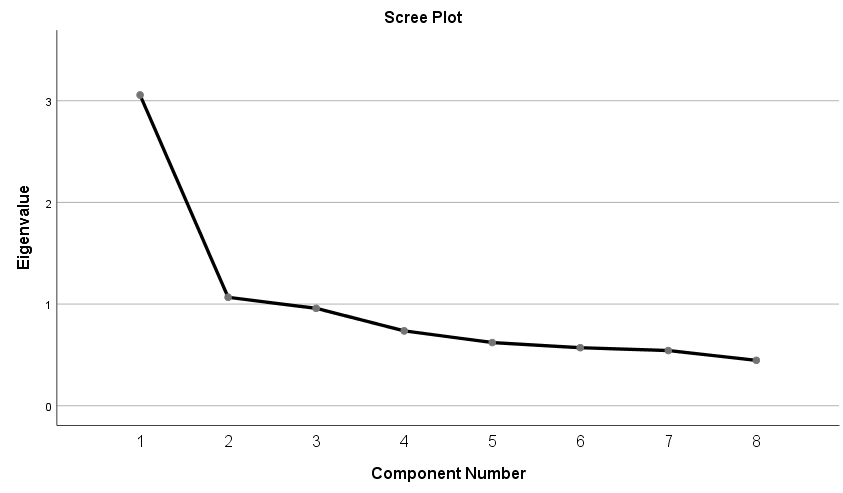 Scree Plot
3
2
1
0
Eigenvalue
1 2 3 4 5 6 7 8
Component Number